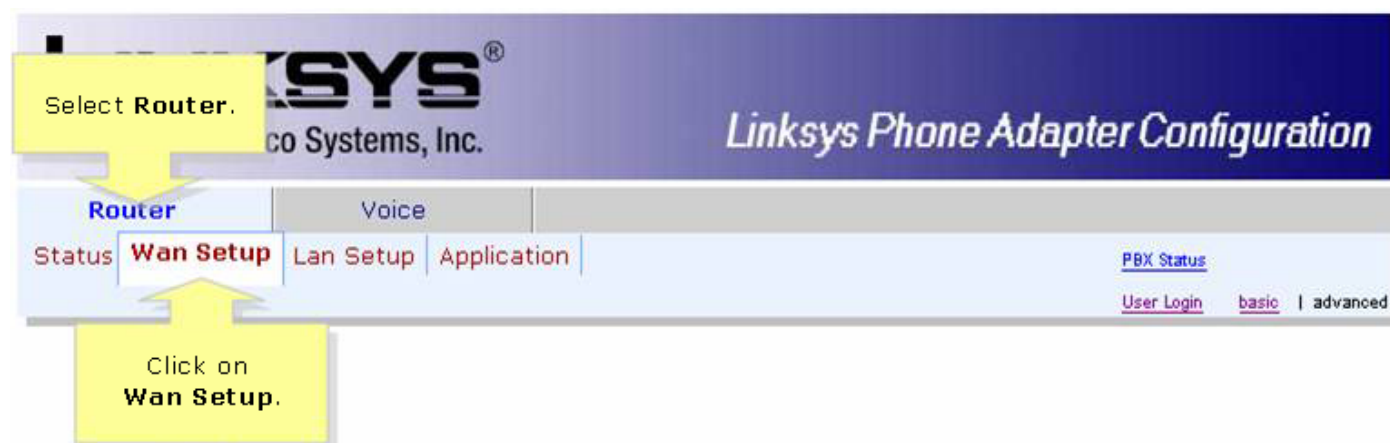 SYS®
Select Router.
co Systems, Inc.
Linksys Phone Adapter Configuration
Router Voice
Status Wan Setup Lan Setup Application
PBX Status
User Login basic | advanced
Click on
Wan Setup.